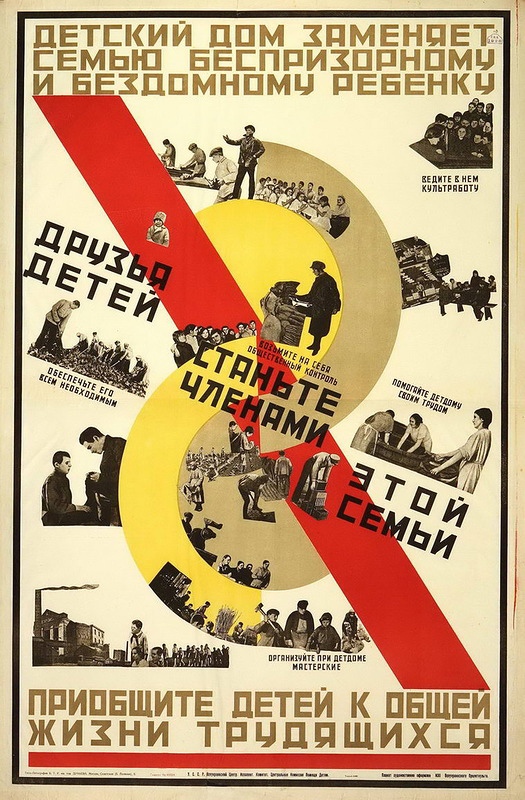 ДЕТСКИЙ ДОМ ЗАМЕНЯЕТ
СЕМЬЮ БЕСПРИЗОРНОМУ
И БЕЗДОМНОМУ РЕБЕНКУ
ВЕДИТЕ В НЕМ
КУЛЬТРАБОТУ
ДРУЗЬЯ
ДЕТЕЙ
ВОЗЬМИТЕ НА СЕБЯ
ОБЩЕСТВЕННЫЙ КОНТРОЛЬ
СТАНЬТЕ
ЧЛЕНАМИ
ОБЕСПЕЧЬТЕ ЕГО
ВСЕМ НЕОБХОДИМЫМ
ПОМОГАЙТЕ ДЕТДОМУ
СВОИМ ТРУДОМ
ЭТОЙ
СЕМЬИ
ОРГАНИЗУЙТЕ ПРИ ДЕТДОМЕ
МАСТЕРСКИЕ
ПРИОБЩИТЕ ДЕТЕЙ К ОБЩЕЙ
ЖИЗНИ ТРУДЯЩИХСЯ